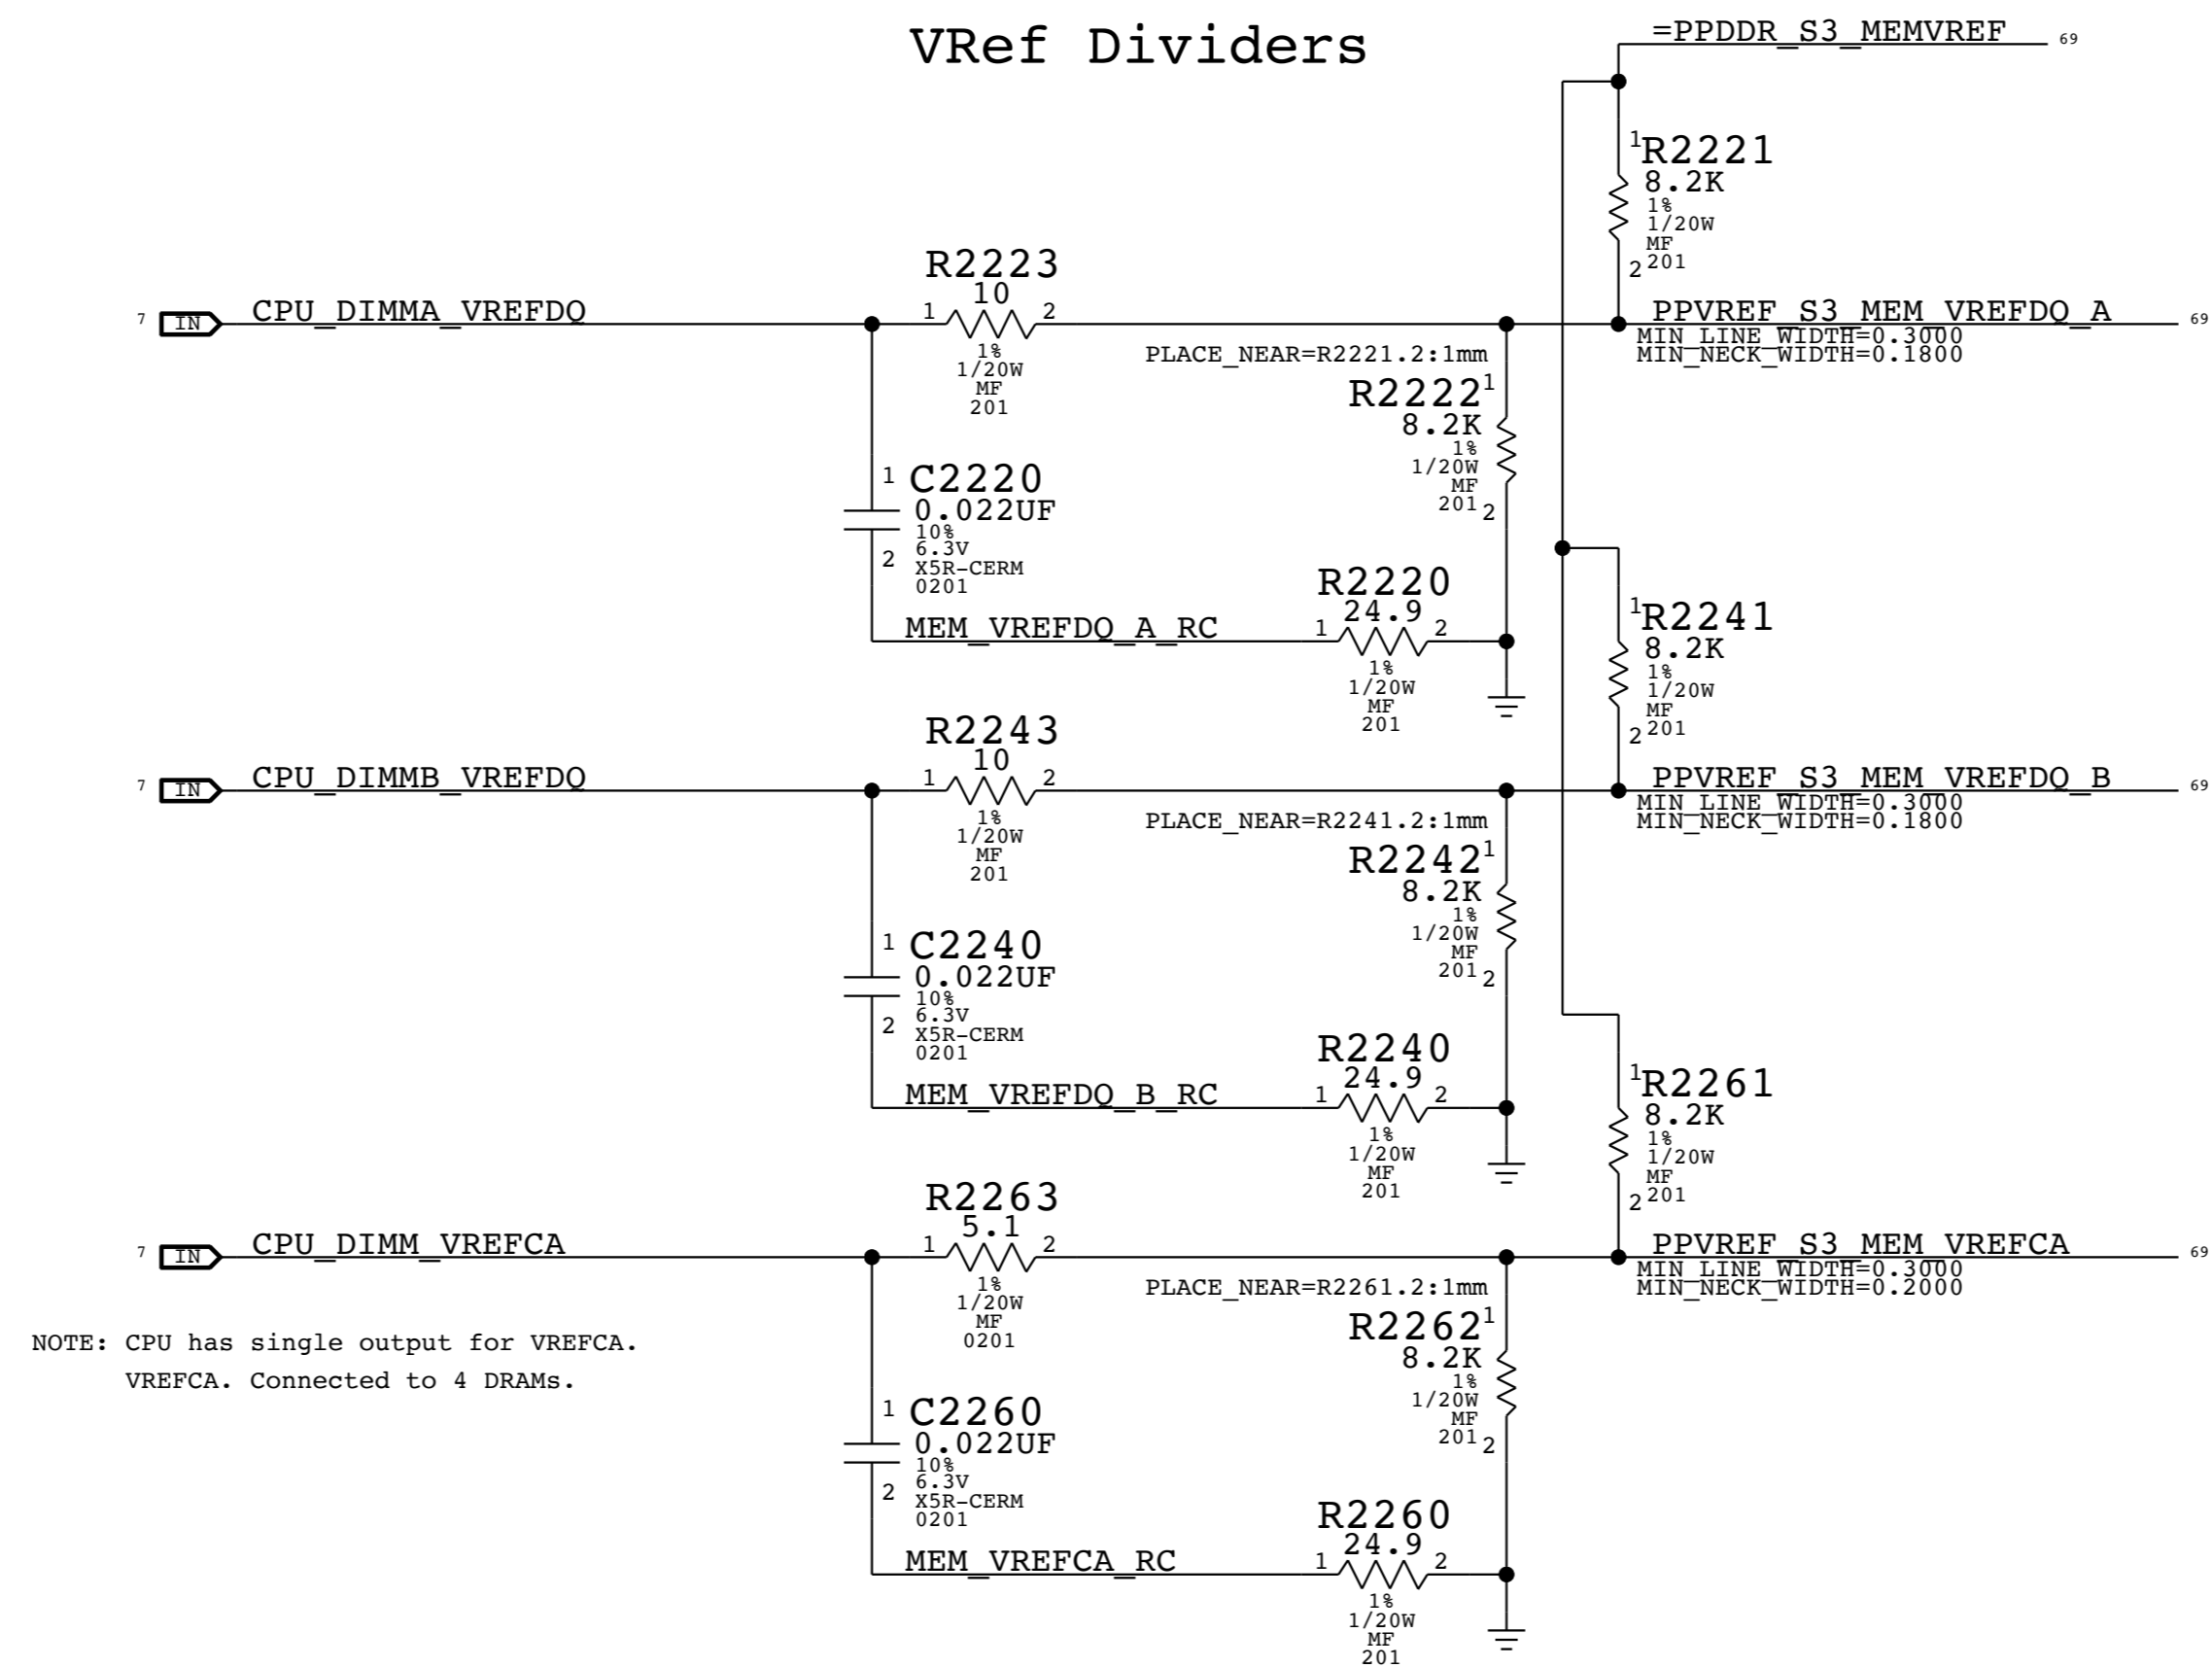 VRef Dividers
=PPDDR_S3_MEMVREF
69
1
R2221
8.2K
1%
1/20W
MF
201
2
R2223
10
7
IN
CPU_DIMMA_VREFDQ
1
2
1%
1/20W
MF
201
PPVREF_S3_MEM_VREFDQ_A
69
MIN_LINE_WIDTH=0.3000
MIN_NECK_WIDTH=0.1800
PLACE_NEAR=R2221.2:1mm
R2222
1
8.2K
1%
1/20W
MF
201
2
1
C2220
0.022UF
10%
6.3V
2
X5R-CERM
0201
R2220
24.9
MEM_VREFDQ_A_RC
1
2
1%
1/20W
MF
201
1
R2241
8.2K
1%
1/20W
MF
201
2
R2243
10
7
IN
CPU_DIMMB_VREFDQ
1
2
1%
1/20W
MF
201
PPVREF_S3_MEM_VREFDQ_B
69
MIN_LINE_WIDTH=0.3000
MIN_NECK_WIDTH=0.1800
PLACE_NEAR=R2241.2:1mm
R2242
1
8.2K
1%
1/20W
MF
201
2
1
C2240
0.022UF
10%
6.3V
2
X5R-CERM
0201
R2240
24.9
MEM_VREFDQ_B_RC
1
2
1%
1/20W
MF
201
1
R2261
8.2K
1%
1/20W
MF
201
2
R2263
5.1
7
IN
CPU_DIMM_VREFCA
1
2
1%
1/20W
MF
0201
PPVREF_S3_MEM_VREFCA
69
MIN_LINE_WIDTH=0.3000
MIN_NECK_WIDTH=0.2000
PLACE_NEAR=R2261.2:1mm
R2262
1
8.2K
1%
1/20W
MF
201
2
NOTE: CPU has single output for VREFCA.
VREFCA. Connected to 4 DRAMs.
1
C2260
0.022UF
10%
6.3V
2
X5R-CERM
0201
R2260
24.9
MEM_VREFCA_RC
1
2
1%
1/20W
MF
201